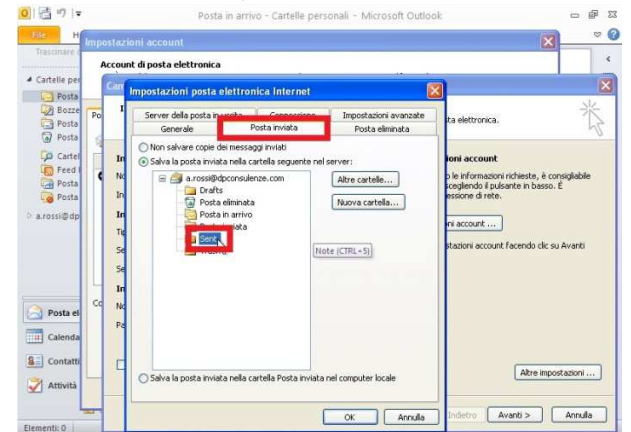 Posta in arrivo - Cartelle personali - Microsoft Outlook
File
Impostazioni account
Trascinare
Account di posta elettronica
Cartelle per
Posta
Bozze
Posta
Posta
Cartel
Feed
Posta
Posta
a.rossi@dp
Impostazioni posta elettronica Internet
Server della posta in uscita
Connessione
Impostazioni avanzate
Generale
Posta inviata
Posta eliminata
ta elettronica.
Non salvare copie dei messaggi inviati
Salva la posta inviata nella cartella seguente nel server:
a.rossi@dpconsulenze.com
Drafts
Posta eliminata
Posta in arrivo
Sent
Altre cartelle...
Nuova cartella...
Note (CTRL+5)
ioni account
o le informazioni richieste, è consigliabile
scegliendo il pulsante in basso. È
essione di rete.
ni account ...
stazioni account facendo clic su Avanti
Posta el
Calenda
Contatti
Attività
Salva la posta inviata nella cartella Posta inviata nel computer locale
Altre impostazioni ...
OK
Annulla
Indietro
Avanti >
Annulla
Elementi: 0